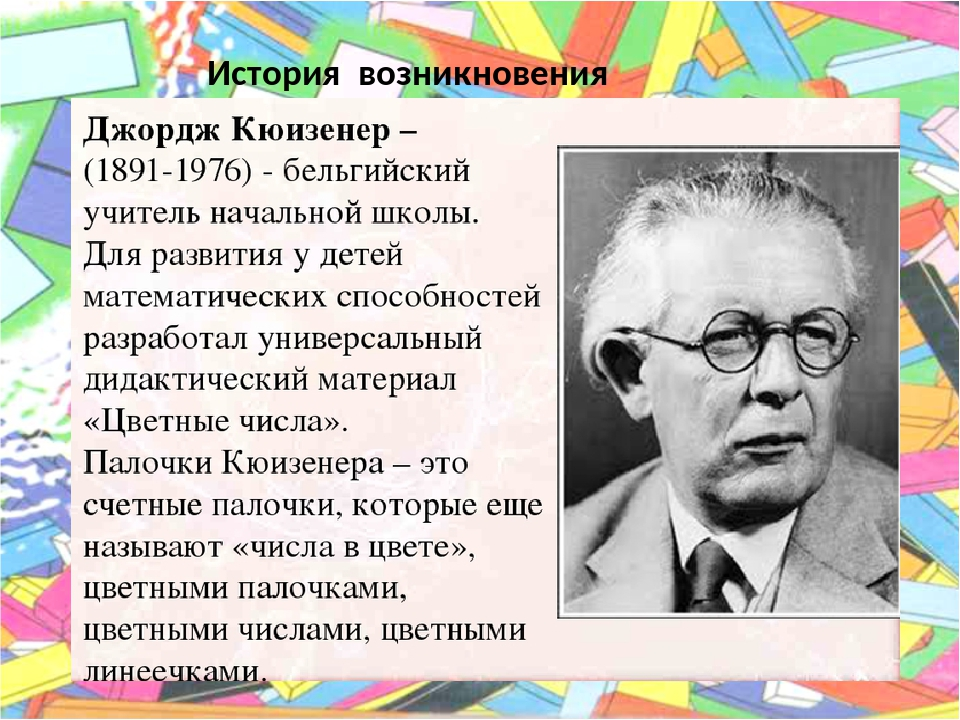 История возникновения
Джордж Кюизенер –
(1891-1976) - бельгийский
учитель начальной школы.
Для развития у детей
математических способностей
разработал универсальный
дидактический материал
«Цветные числа».
Палочки Кюизенера – это
счетные палочки, которые еще
называют «числа в цвете»,
цветными палочками,
цветными числами, цветными
линеечками.